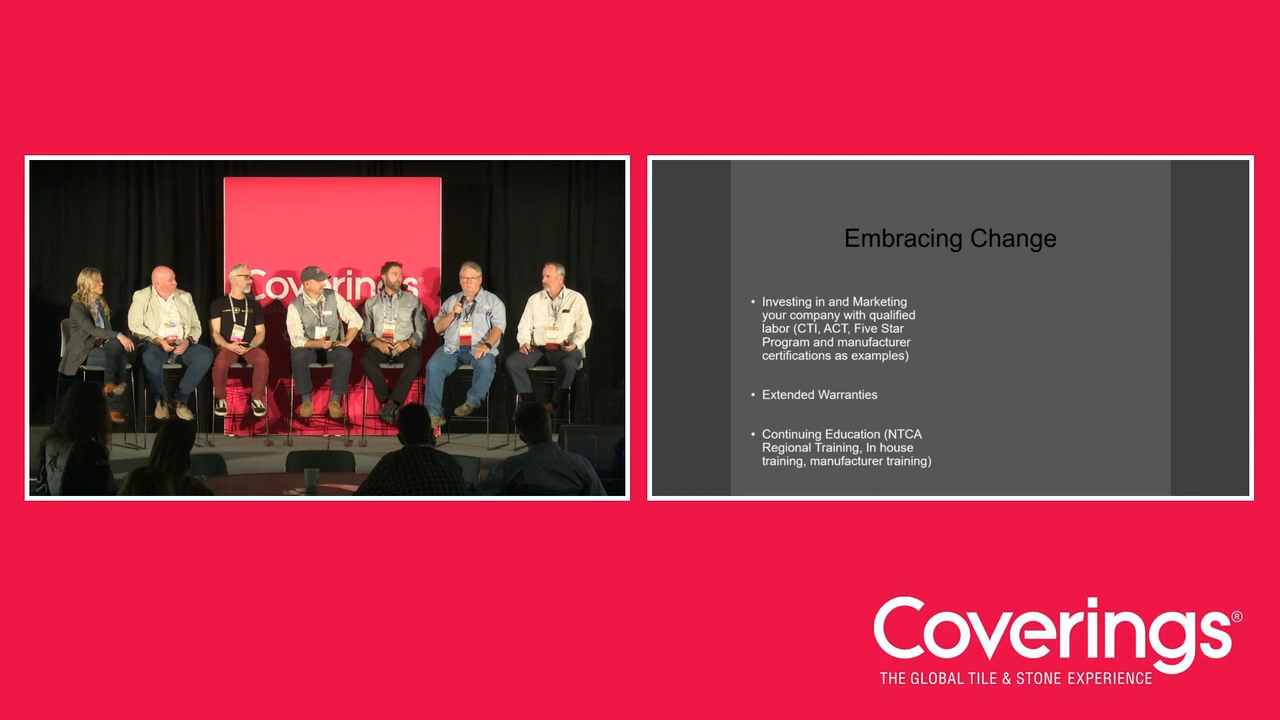 Coverings®
Embracing Change
• Investing in and Marketing
your company with qualified
labor (CTI, ACT, Five Star
Program and manufacturer
certifications as examples)
• Extended Warranties
• Continuing Education (NTCA
Regional Training, In house
training, manufacturer training)
Coverings®
THE GLOBAL TILE & STONE EXPERIENCE